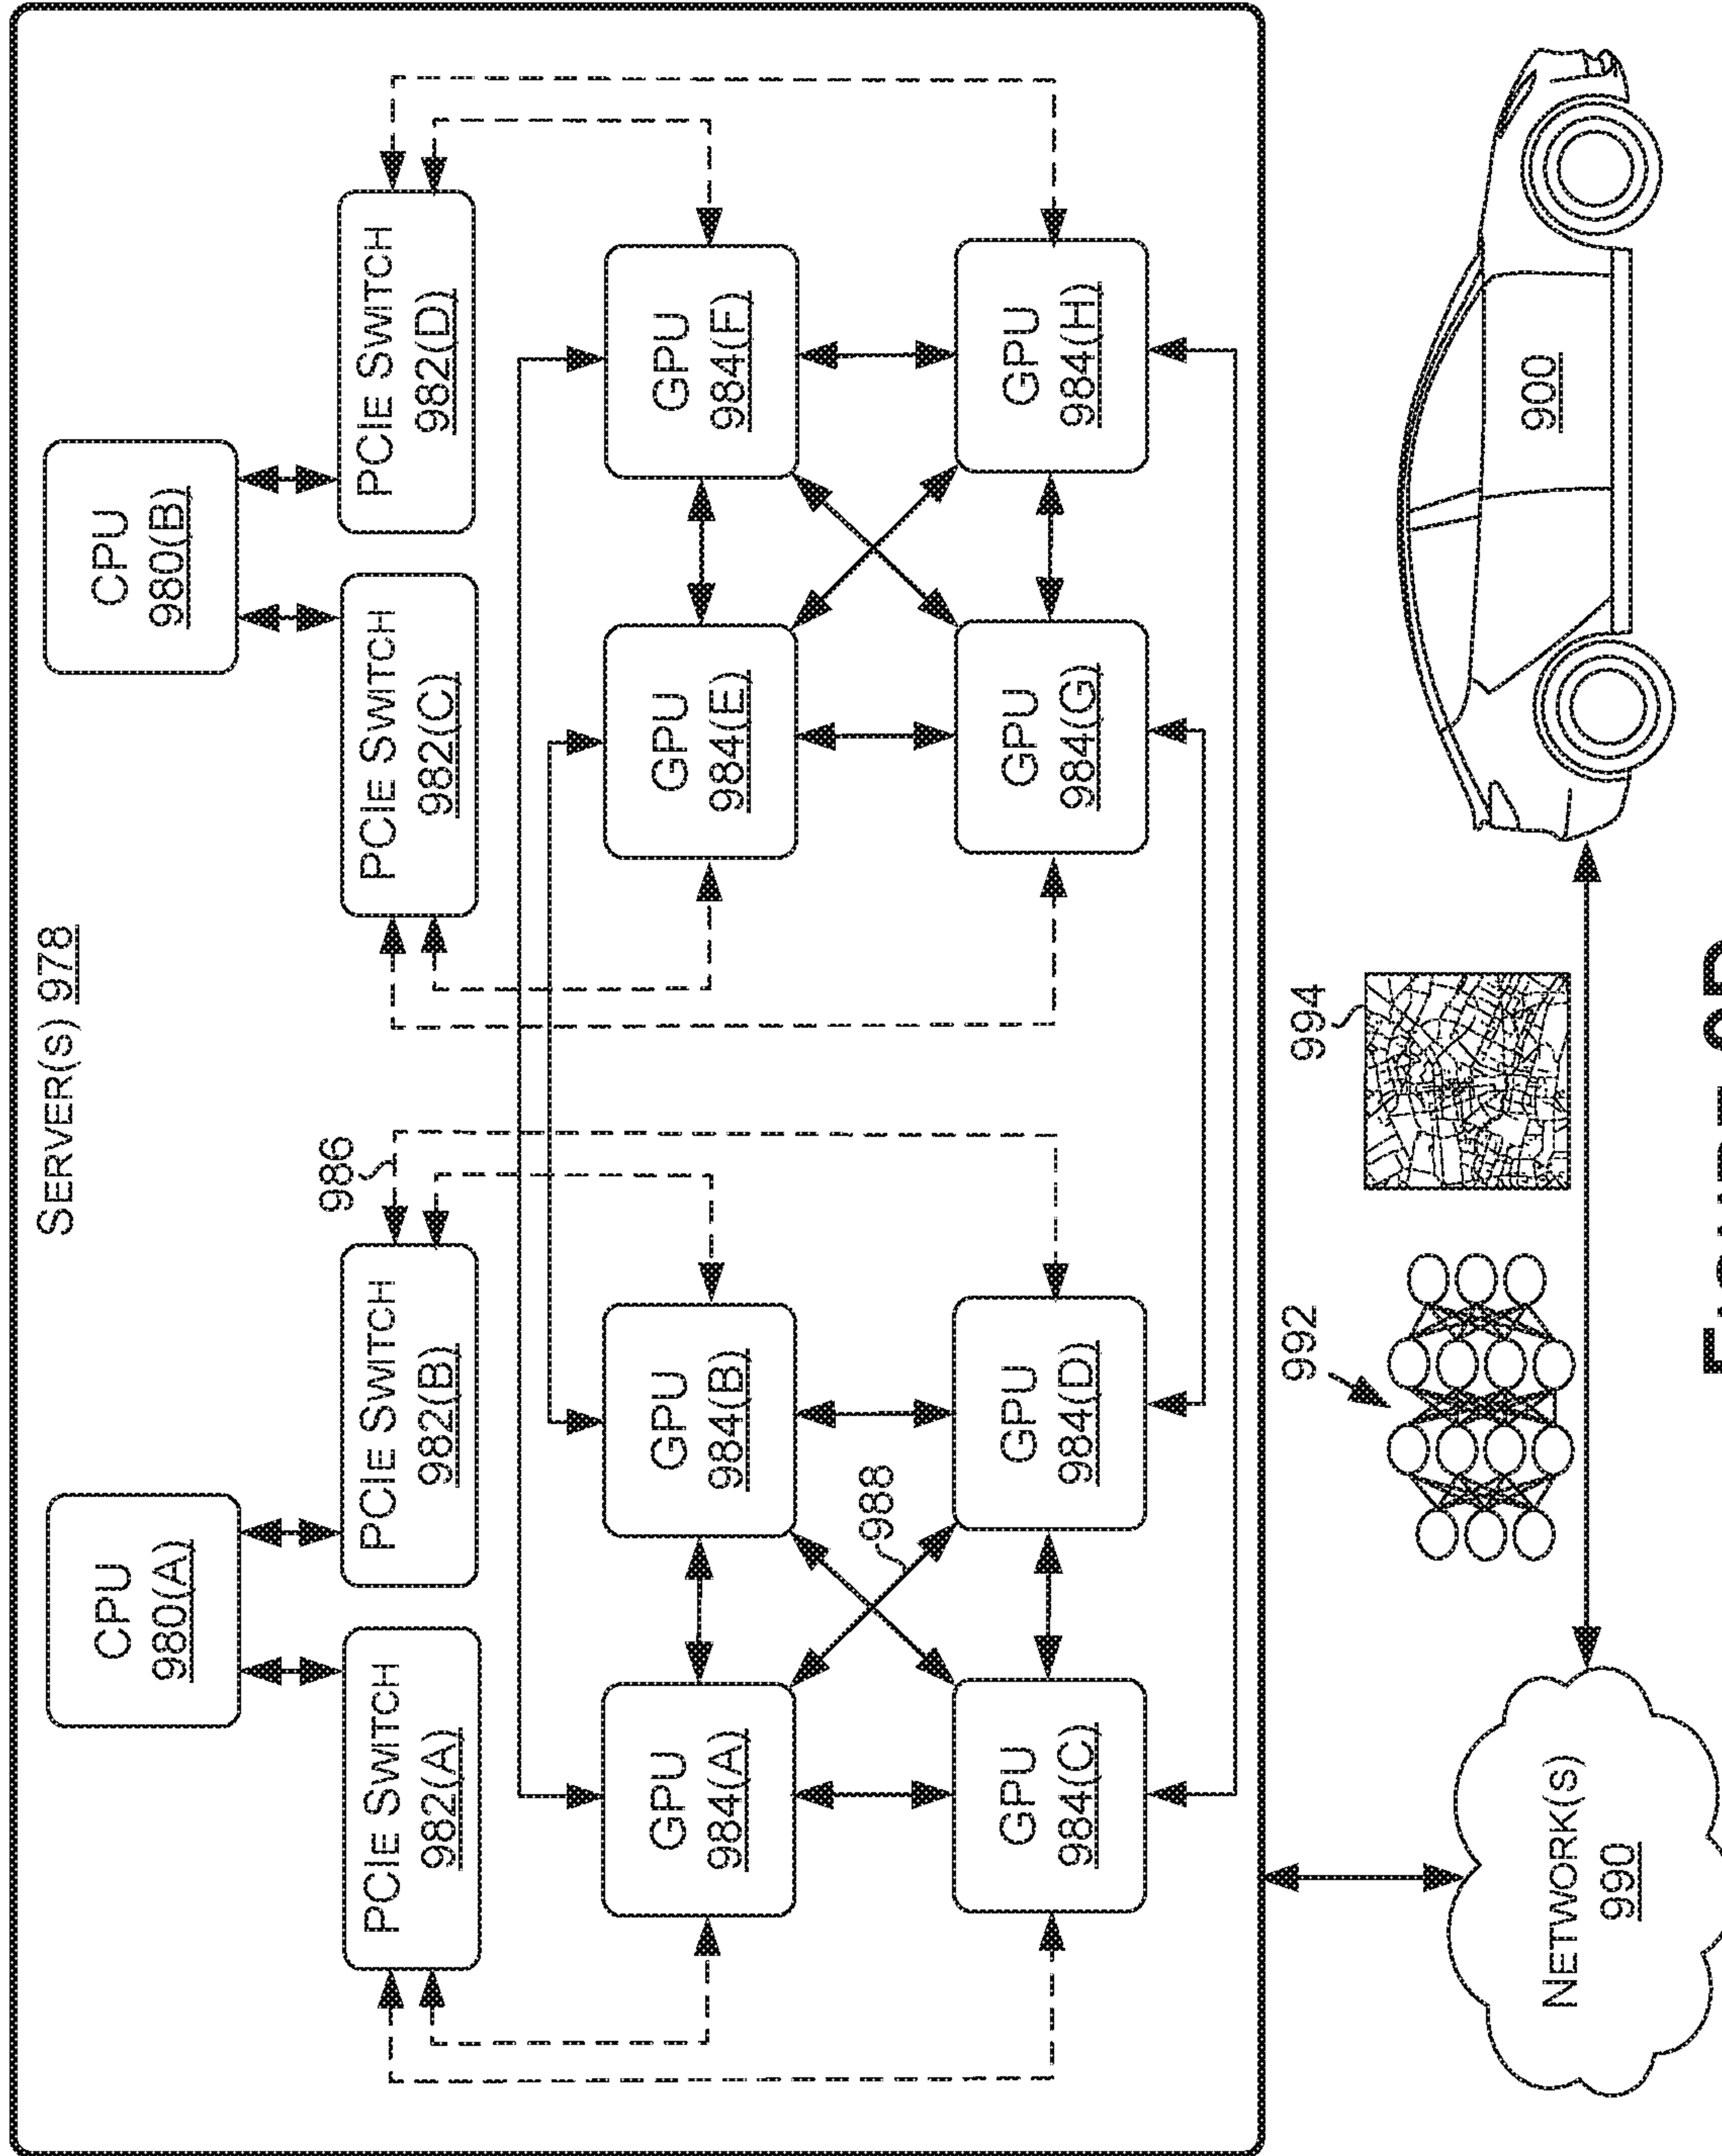 SERVER(S) 978
CPU
980(A)
CPU
980(B)
PCIE SWITCH
982(A)
PCIE SWITCH
982(B)
986
PCIE SWITCH
982(C)
PCIE SWITCH
982(D)
GPU
984(A)
GPU
984(B)
GPU
984(E)
GPU
984(F)
988
GPU
984(C)
GPU
984(D)
GPU
984(G)
GPU
984(H)
NETWORK(S)
990
992
994
900